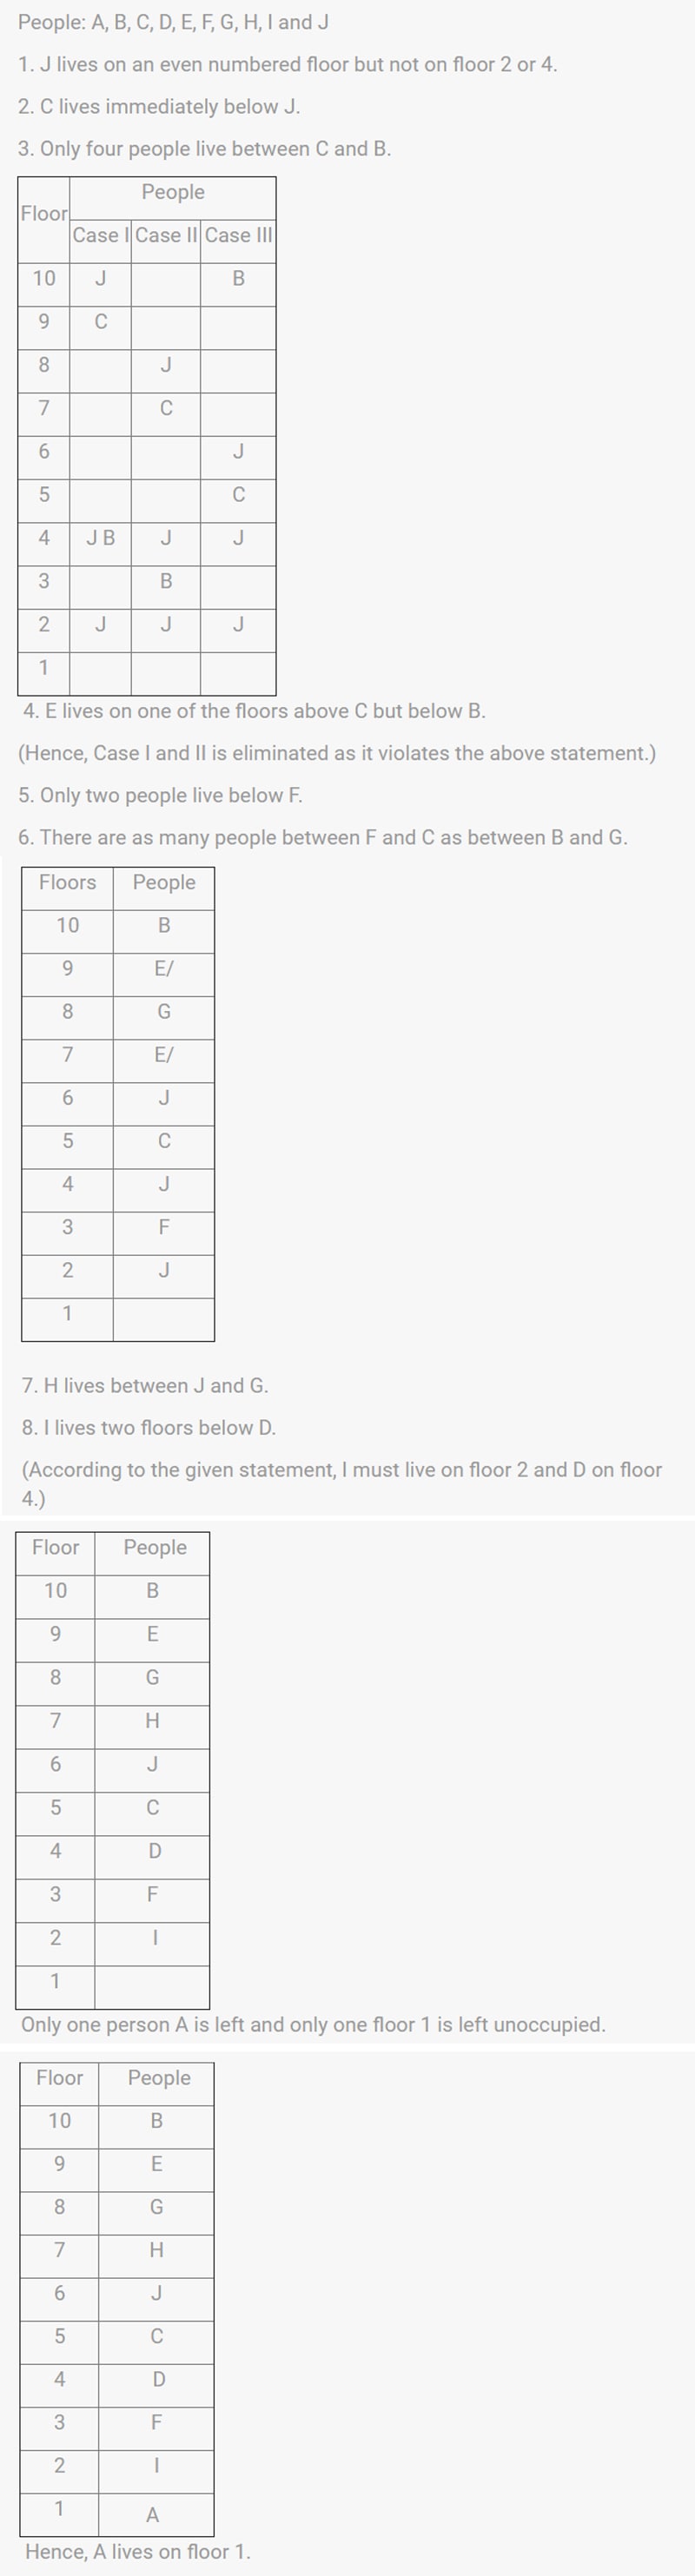 People: A, B, C, D, E, F, G, H, I and J
1. J lives on an even numbered floor but not on floor 2 or 4.
2. C lives immediately below J.
3. Only four people live between C and B.
Floor People
Case I Case II Case III
10 J B
9 C
8 J
7 C
6 J
5 C
4 J B J J
3 B
2 J J J
1
4. E lives on one of the floors above C but below B.
(Hence, Case I and II is eliminated as it violates the above statement.)
5. Only two people live below F.
6. There are as many people between F and C as between B and G.
Floors People
10 B
9 E/
8 G
7 E/
6 J
5 C
4 J
3 F
2 J
1
7. H lives between J and G.
8. I lives two floors below D.
(According to the given statement, I must live on floor 2 and D on floor
4.)
Floor People
10 B
9 E
8 G
7 H
6 J
5 C
4 D
3 F
2 I
1
Only one person A is left and only one floor 1 is left unoccupied.
Floor People
10 B
9 E
8 G
7 H
6 J
5 C
4 D
3 F
2 I
1 A
Hence, A lives on floor 1.